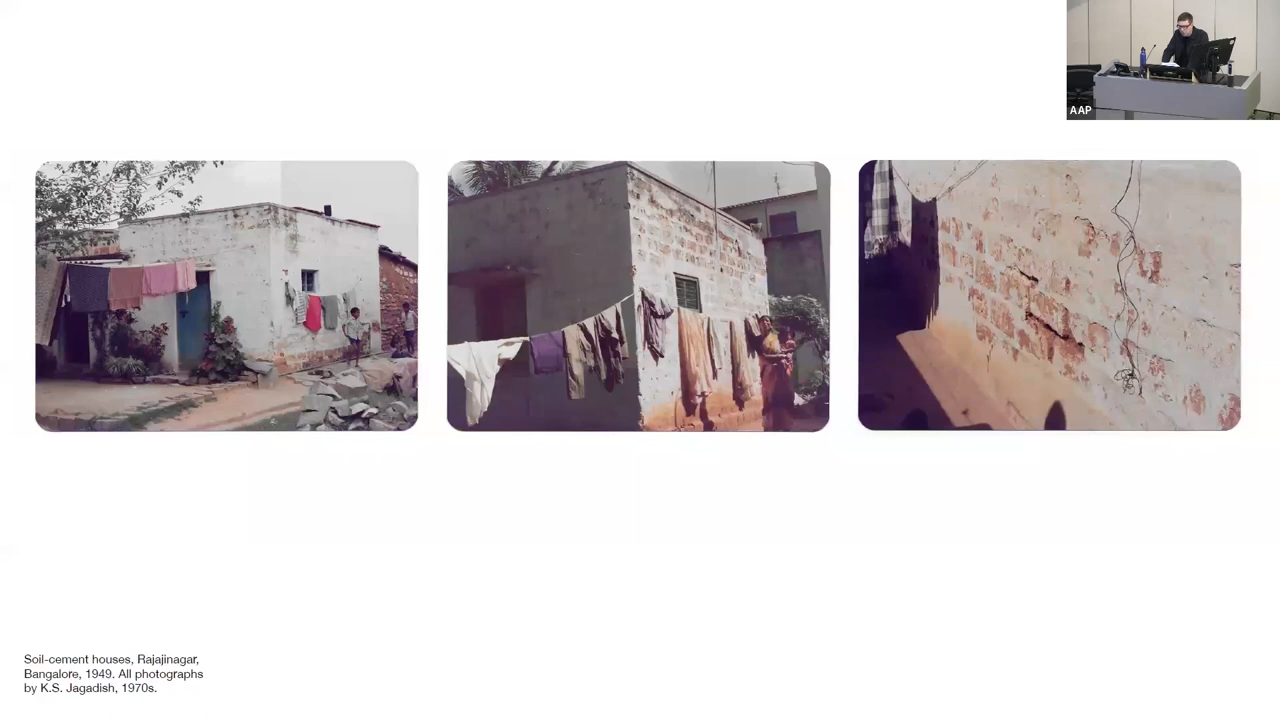 AAP
Soil-cement houses, Rajajinagar,
Bangalore, 1949. All photographs
by K.S. Jagadish, 1970s.